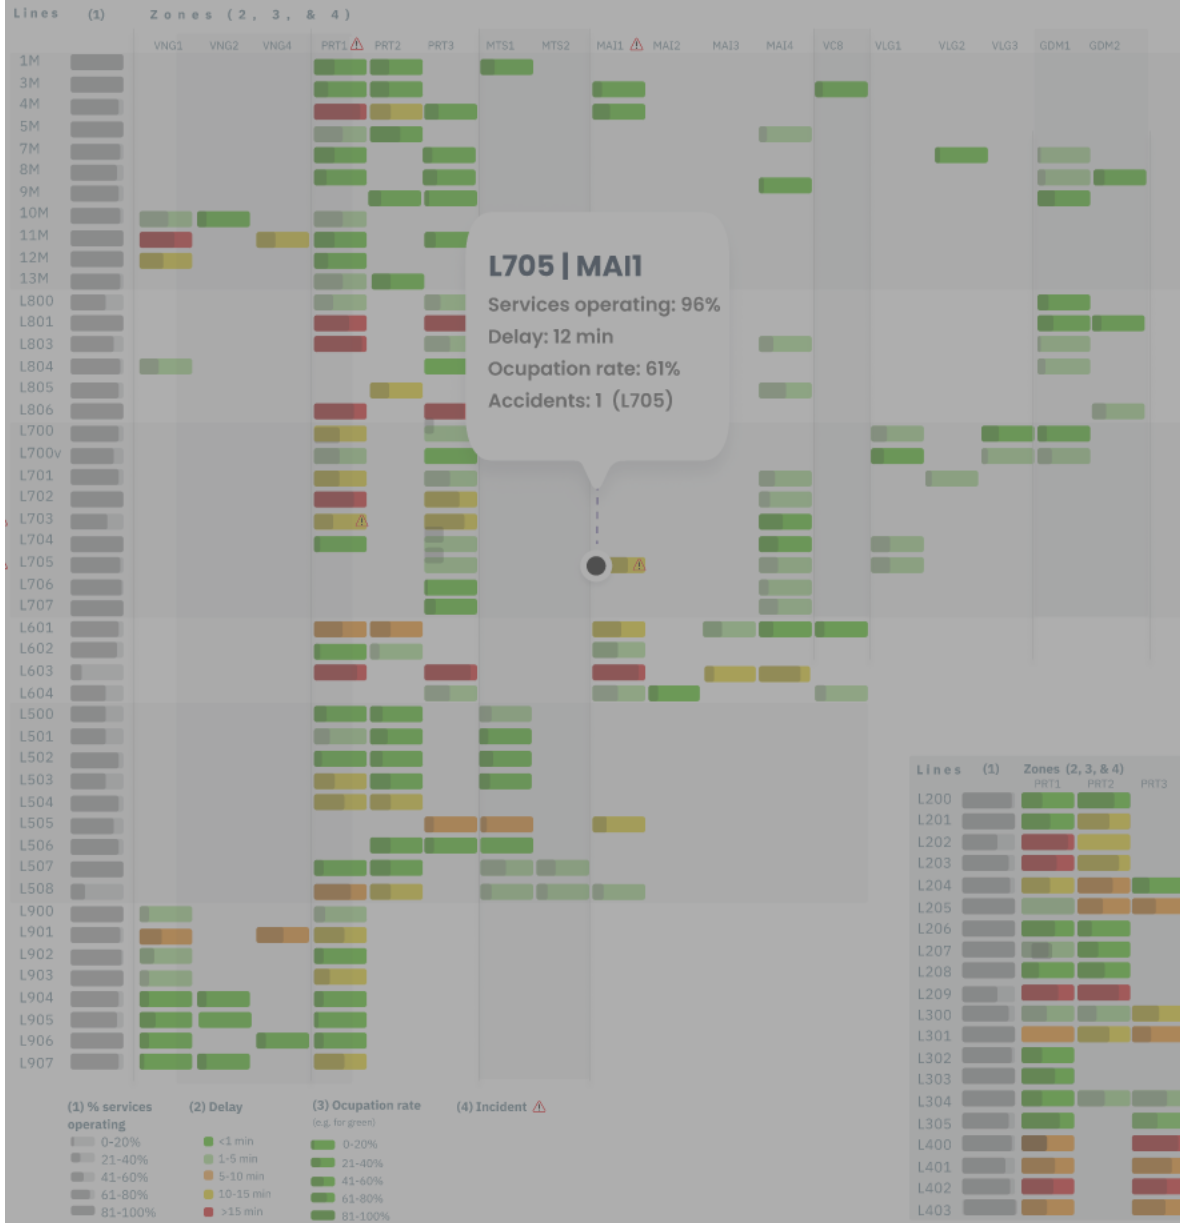 Lines (1) Zones (2, 3, & 4)
VNG1 VNG2 VNG4 PRT1 PRT2 PRT3 MTS1 MTS2 MAI1 MAI2 MAI3 MAI4 VC8 VLG1 VLG2 VLG3 GDM1 GDM2
1M
3M
4M
5M
7M
8M
9M
10M
11M
12M
13M
L800
L801
L803
L804
L805
L806
L700
L700v
L701
L702
L703
L704
L705
L706
L707
L601
L602
L603
L604
L500
L501
L502
L503
L504
L505
L506
L507
L508
L900
L901
L902
L903
L904
L905
L906
L907
L705 | MAI1
Services operating: 96%
Delay: 12 min
Ocupation rate: 61%
Accidents: 1 (L705)
Lines (1) Zones (2, 3, & 4)
PRT1 PRT2 PRT3
L200
L201
L202
L203
L204
L205
L206
L207
L208
L209
L300
L301
L302
L303
L304
L305
L400
L401
L402
L403
(1) % services
operating
0-20%
21-40%
41-60%
61-80%
81-100%
(2) Delay
<1 min
1-5 min
5-10 min
10-15 min
>15 min
(3) Ocupation rate
(e.g. for green)
0-20%
21-40%
41-60%
61-80%
81-100%
(4) Incident